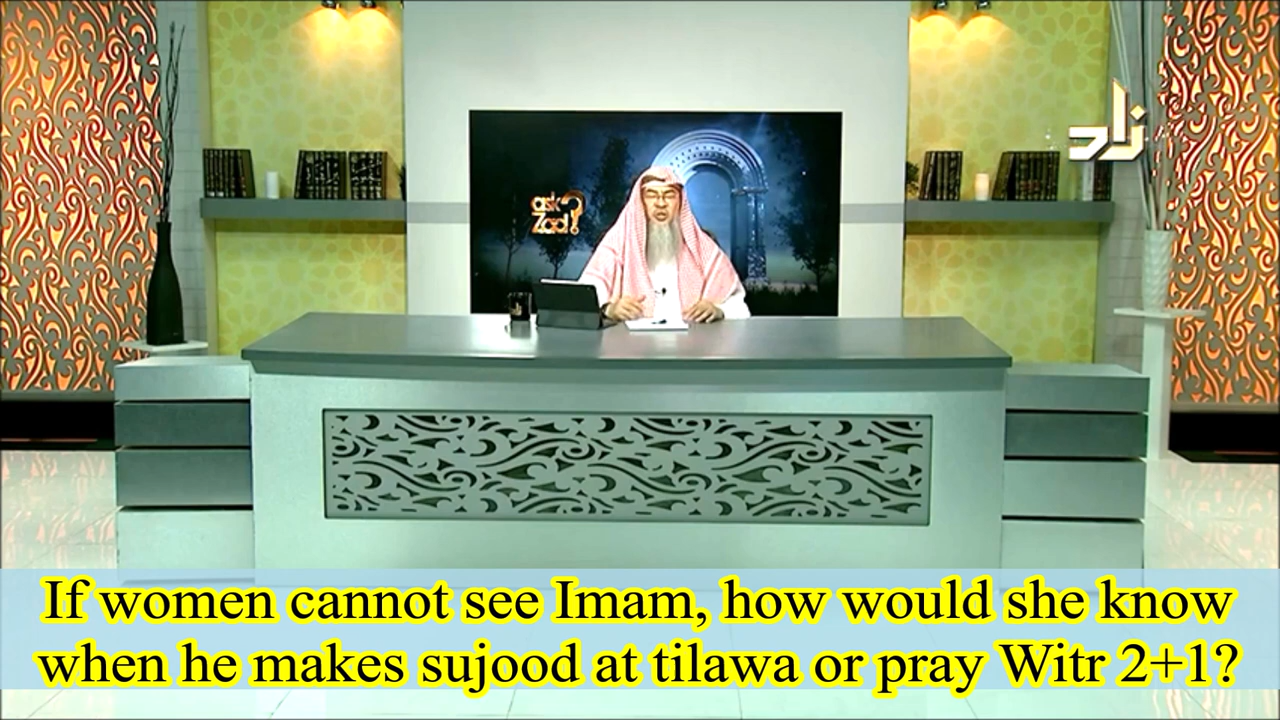 زاد
ask
Zad?
If women cannot see Imam, how would she know
when he makes sujood at tilawa or pray Witr 2+1?